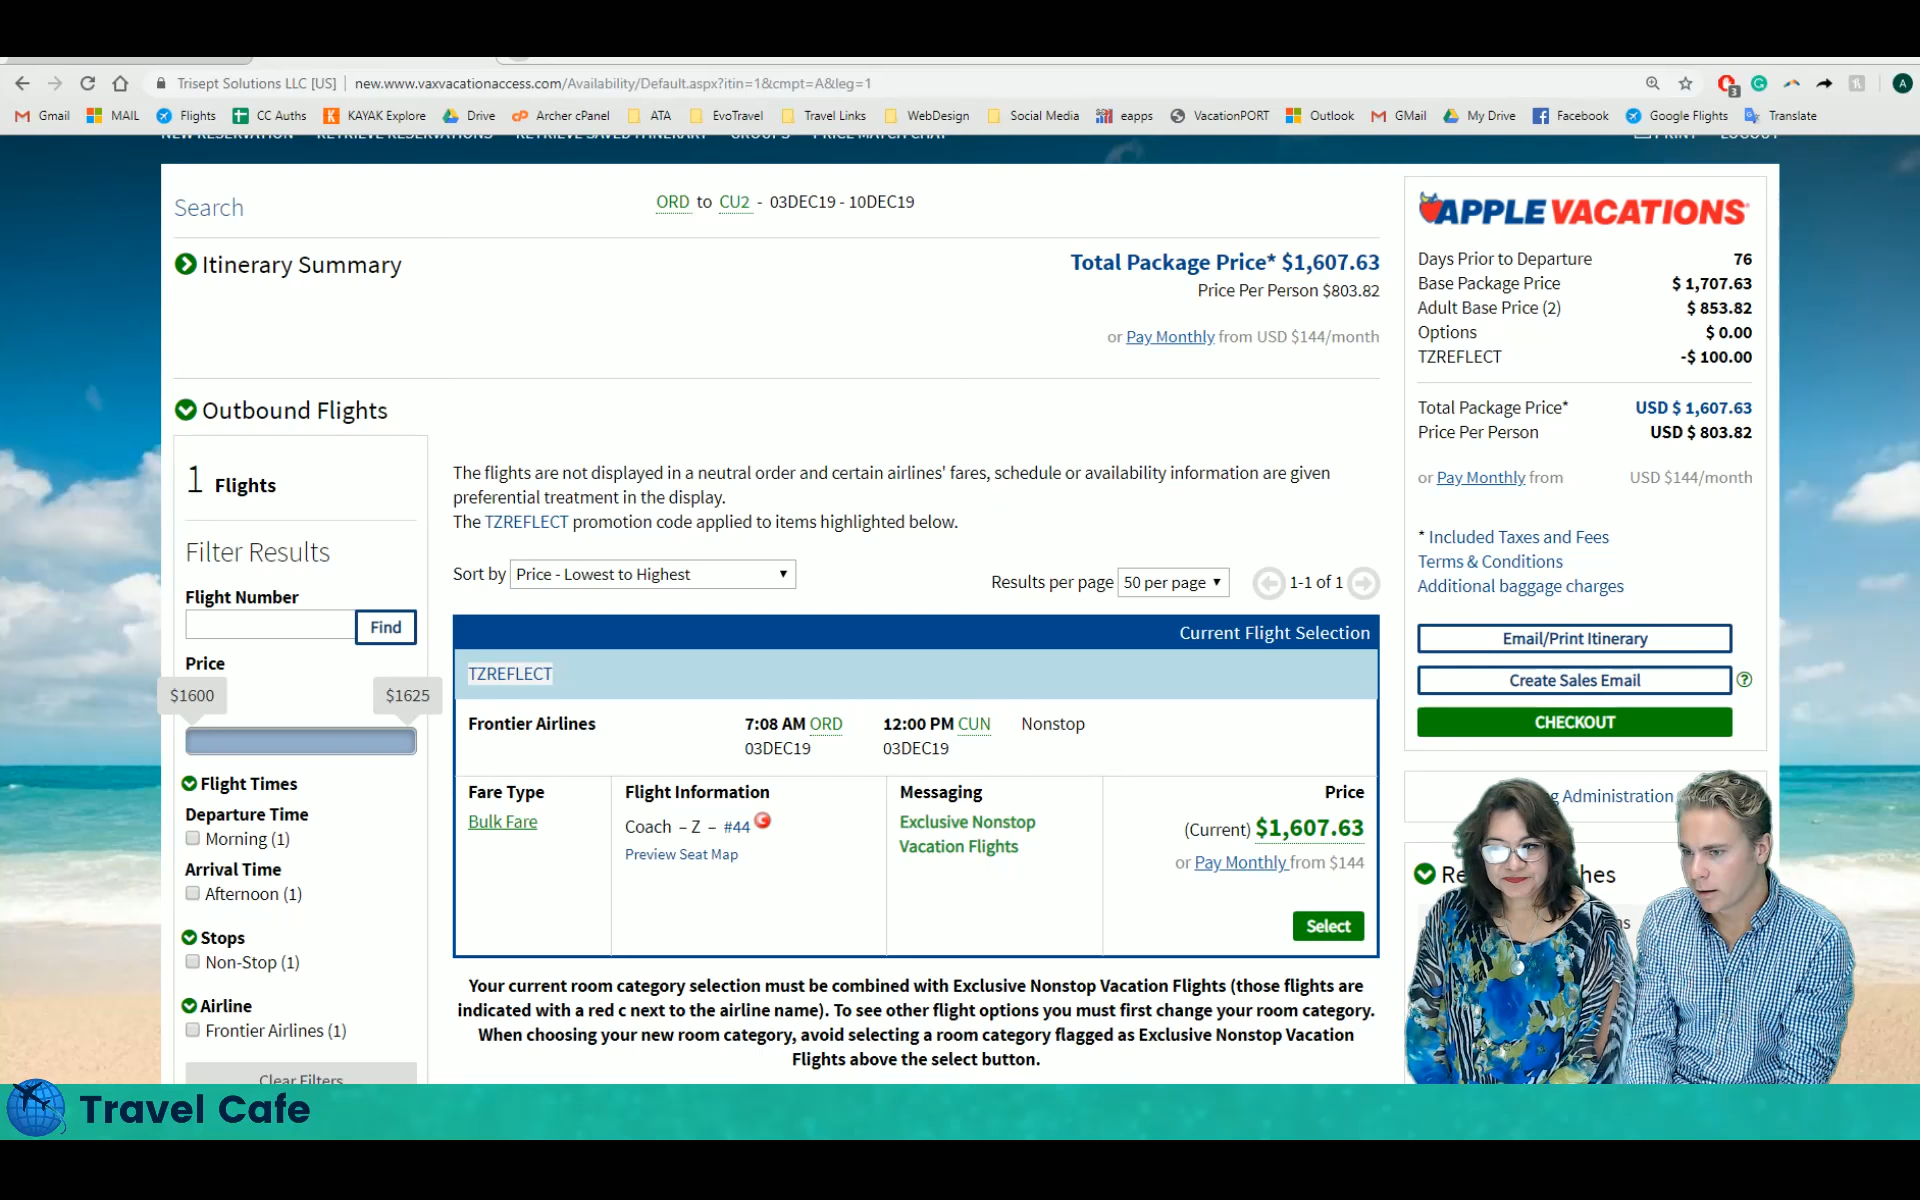 Trisept Solutions LLC [US] | new.www.vaxvacationaccess.com/Availability/Default.aspx?itin=1&cmpt=A&leg=1
3
A
Gmail MAIL Flights CC Auths KAYAK Explore Drive Archer cPanel ATA EvoTravel Travel Links WebDesign Social Media eapps VacationPORT Outlook GMail My Drive Facebook Google Flights Translate
NEW RESERVATION RETRIEVE RESERVATIONS RETRIEVE SAVED ITINERARY GROUPS PRICE MATCH CHAT PRINT LOGOUT
Search
ORD to CU2 - 03DEC19 - 10DEC19
Itinerary Summary
Total Package Price* $1,607.63
Price Per Person $803.82
or Pay Monthly from USD $144/month
Outbound Flights
1 Flights
Filter Results
Flight Number
Find
Price
$1600 $1625
Flight Times
Departure Time
Morning (1)
Arrival Time
Afternoon (1)
Stops
Non-Stop (1)
Airline
Frontier Airlines (1)
Clear Filters
The flights are not displayed in a neutral order and certain airlines' fares, schedule or availability information are given
preferential treatment in the display.
The TZREFLECT promotion code applied to items highlighted below.
Sort by Price - Lowest to Highest
Results per page 50 per page 1-1 of 1
Current Flight Selection
TZREFLECT
Frontier Airlines 7:08 AM ORD 12:00 PM CUN Nonstop
03DEC19 03DEC19
Fare Type Flight Information Messaging Price
Bulk Fare
Coach – Z – #44 C
Preview Seat Map
Exclusive Nonstop
Vacation Flights
(Current) $1,607.63
or Pay Monthly from $144
Select
Your current room category selection must be combined with Exclusive Nonstop Vacation Flights (those flights are
indicated with a red c next to the airline name). To see other flight options you must first change your room category.
When choosing your new room category, avoid selecting a room category flagged as Exclusive Nonstop Vacation
Flights above the select button.
APPLE VACATIONS
Days Prior to Departure 76
Base Package Price $ 1,707.63
Adult Base Price (2) $ 853.82
Options $ 0.00
TZREFLECT -$ 100.00
Total Package Price* USD $ 1,607.63
Price Per Person USD $ 803.82
or Pay Monthly from USD $144/month
* Included Taxes and Fees
Terms & Conditions
Additional baggage charges
Email/Print Itinerary
Create Sales Email ?
CHECKOUT
Administration
Travel Cafe